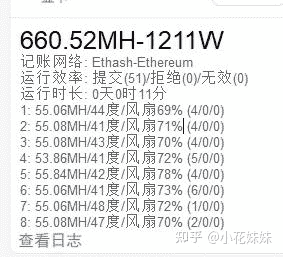 660.52MH-1211W
记账网络: Ethash-Ethereum
运行效率: 提交(51)/拒绝(0)/无效(0)
运行时长: 0天0时11分
1: 55.06MH/44度/风扇69% (4/0/0)
2: 55.08MH/41度/风扇71% (4/0/0)
3: 55.06MH/43度/风扇70% (4/0/0)
4: 53.86MH/41度/风扇72% (5/0/0)
5: 55.84MH/42度/风扇78% (4/0/0)
6: 55.06MH/41度/风扇73% (6/0/0)
7: 55.06MH/48度/风扇72% (1/0/0)
8: 55.08MH/47度/风扇70% (2/0/0)
查看日志
知乎 @小花妹妹